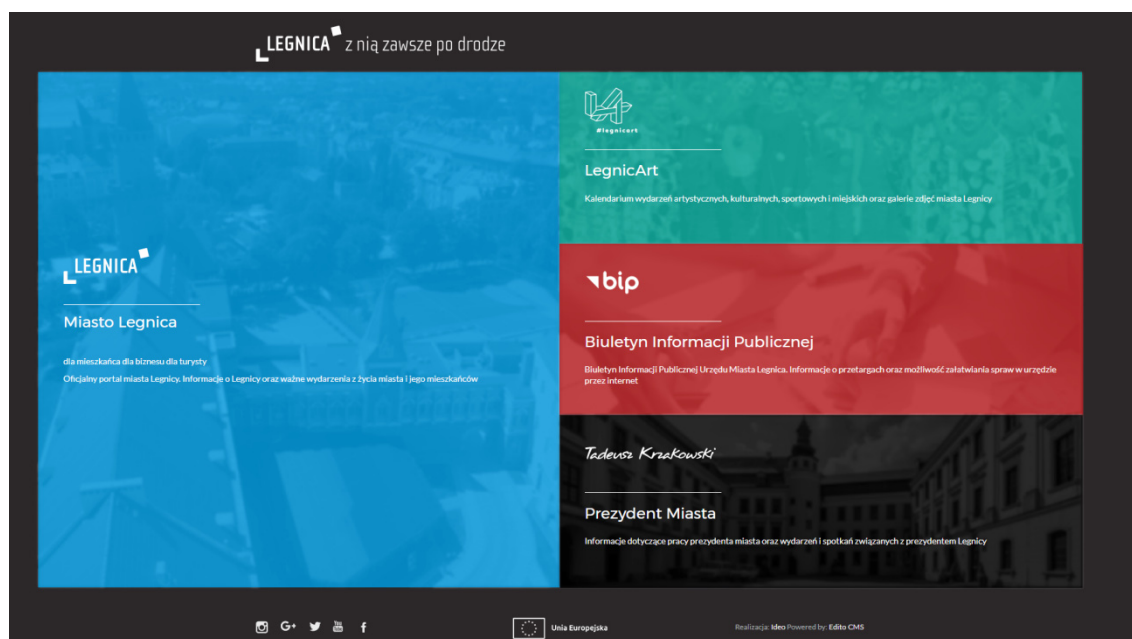 LEGNICA z nią zawsze po drodze
LEGNICA
Miasto Legnica
dla mieszkańca dla biznesu dla turysty
Oficjalny portal miasta Legnicy. Informacje o Legnicy oraz ważne wydarzenia z życia miasta i jego mieszkańców
#legnicart
LegnicArt
Kalendarium wydarzeń artystycznych, kulturalnych, sportowych i miejskich oraz galerie zdjęć miasta Legnicy
bip
Biuletyn Informacji Publicznej
Biuletyn Informacji Publicznej Urzędu Miasta Legnica. Informacje o przetargach oraz możliwość załatwiania spraw w urzędzie
przez internet
Tadeusz Krzakowski
Prezydent Miasta
Informacje dotyczące pracy prezydenta miasta oraz wydarzeń i spotkań związanych z prezydentem Legnicy
G+ You f
Unia Europejska
Realizacja: Ideo Powered by: Edito CMS